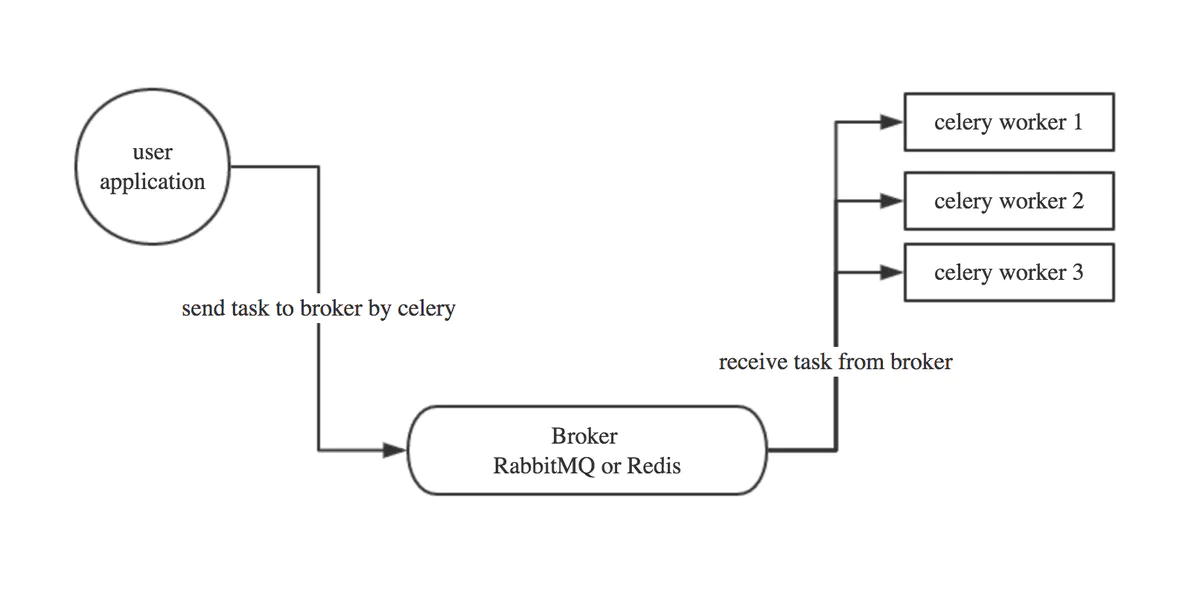 user
application
send task to broker by celery
Broker
RabbitMQ or Redis
receive task from broker
celery worker 1
celery worker 2
celery worker 3